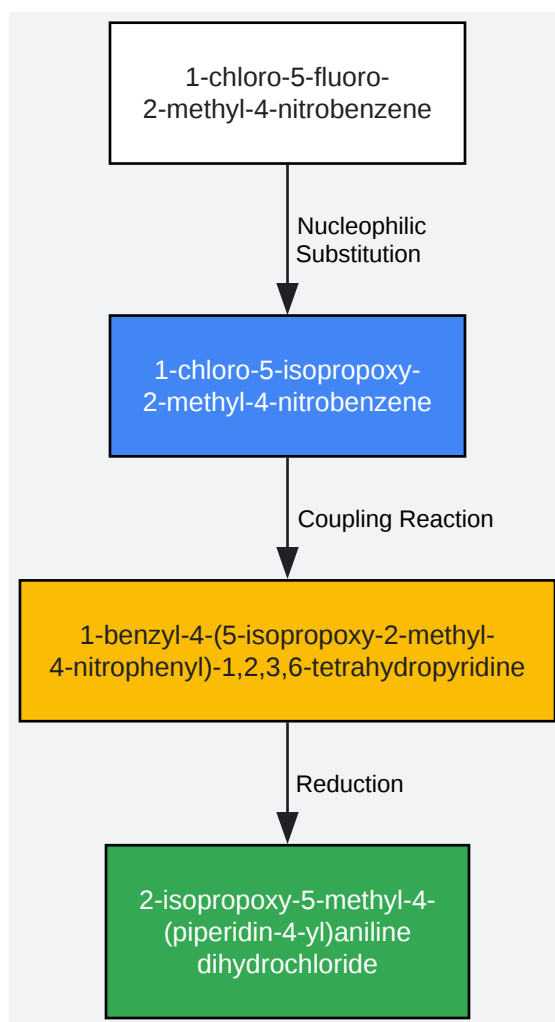 1-chloro-5-fluoro-
2-methyl-4-nitrobenzene
Nucleophilic
Substitution
1-chloro-5-isopropoxy-
2-methyl-4-nitrobenzene
Coupling Reaction
1-benzyl-4-(5-isopropoxy-2-methyl-
4-nitrophenyl)-1,2,3,6-tetrahydropyridine
Reduction
2-isopropoxy-5-methyl-4-
(piperidin-4-yl)aniline
dihydrochloride